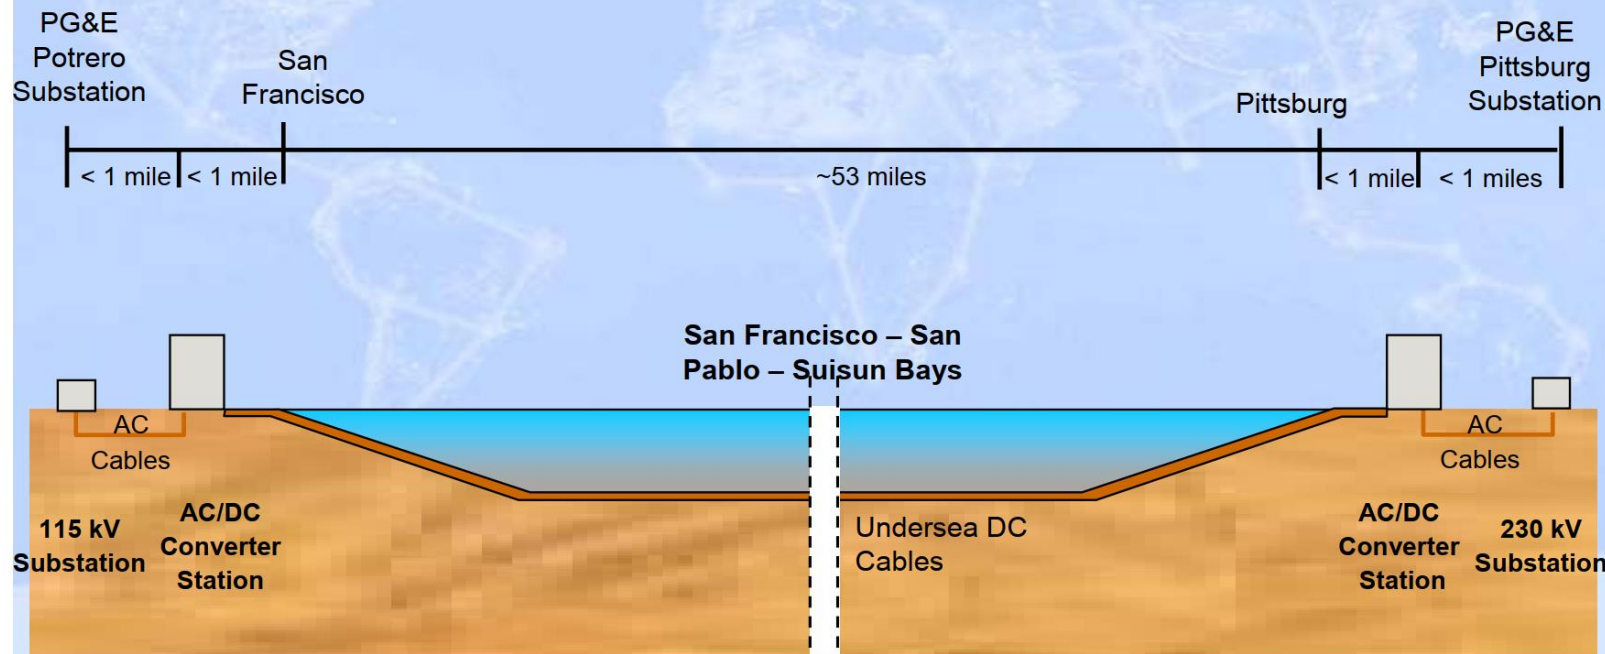 PG&E
Potrero
Substation
San
Francisco
Pittsburg
PG&E
Pittsburg
Substation
< 1 mile
< 1 mile
~53 miles
< 1 mile
< 1 miles
San Francisco – San
Pablo – Suisun Bays
AC
Cables
AC
Cables
115 kV
Substation
AC/DC
Converter
Station
Undersea DC
Cables
AC/DC
Converter
Station
230 kV
Substation